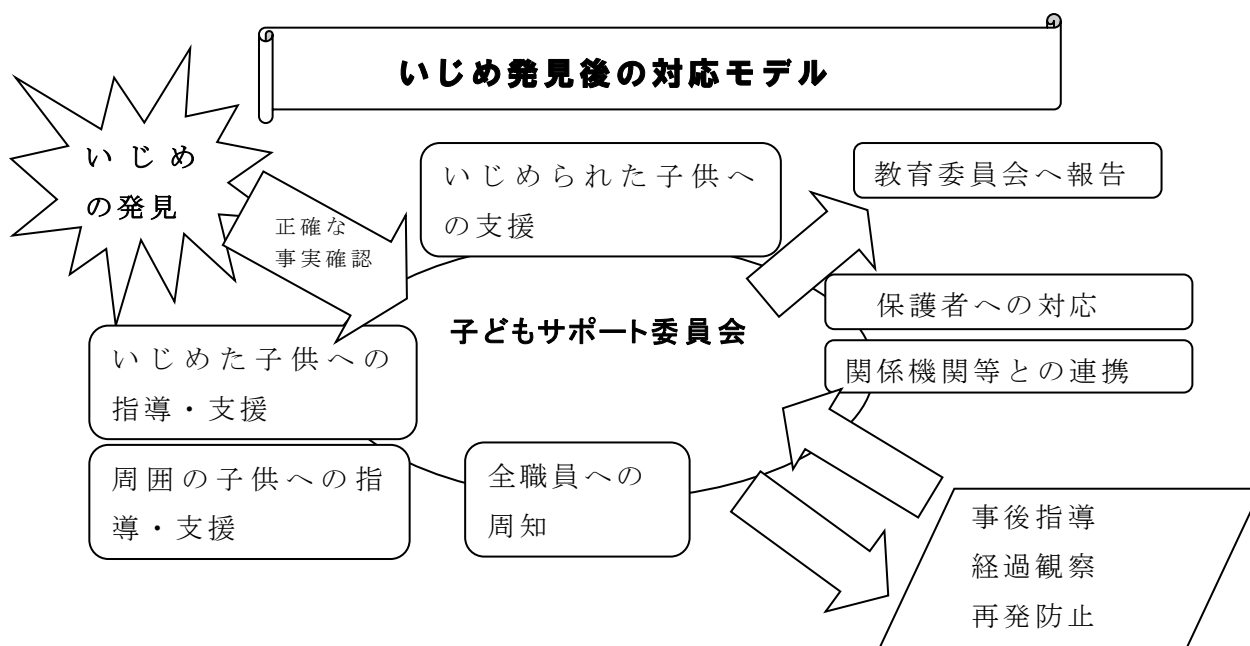 いじめ発見後の対応モデル
いじめ
の発見
正確な
事実確認
いじめられた子供へ
の支援
教育委員会へ報告
保護者への対応
関係機関等との連携
子どもサポート委員会
いじめた子供への
指導・支援
周囲の子供への指
導・支援
全職員への
周知
事後指導
経過観察
再発防止